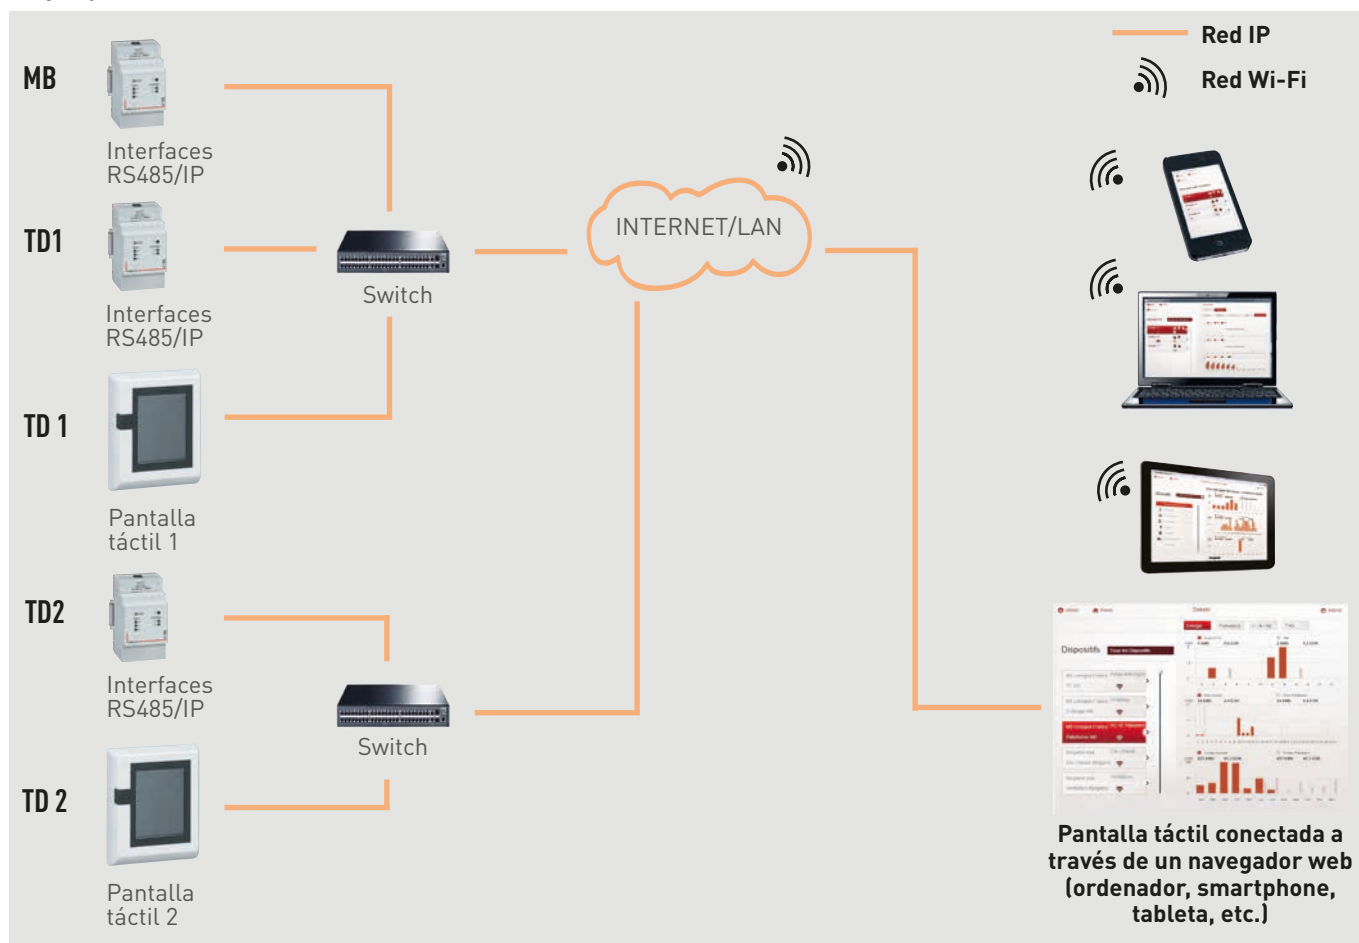 Red IP
Red Wi-Fi
MB
Interfaces
RS485/IP
TD1
Interfaces
RS485/IP
TD 1
Pantalla
táctil 1
TD2
Interfaces
RS485/IP
TD 2
Pantalla
táctil 2
Switch
Switch
INTERNET/LAN
Dispositifs
Pantalla táctil conectada a
través de un navegador web
(ordenador, smartphone,
tableta, etc.)